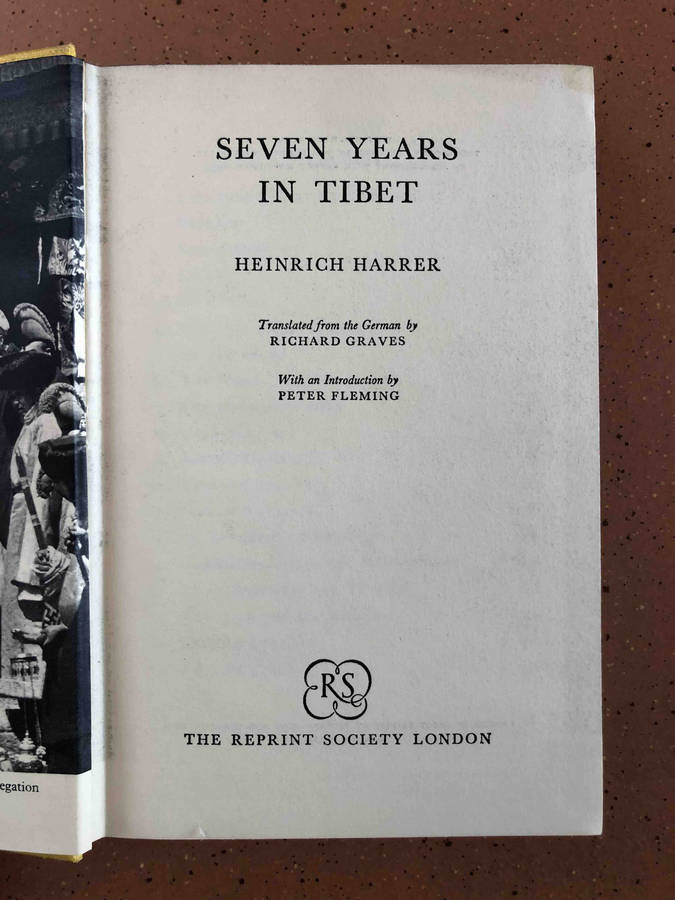 SEVEN YEARS
IN TIBET
HEINRICH HARRER
Translated from the German by
RICHARD GRAVES
With an Introduction by
PETER FLEMING
RS
THE REPRINT SOCIETY LONDON
egation